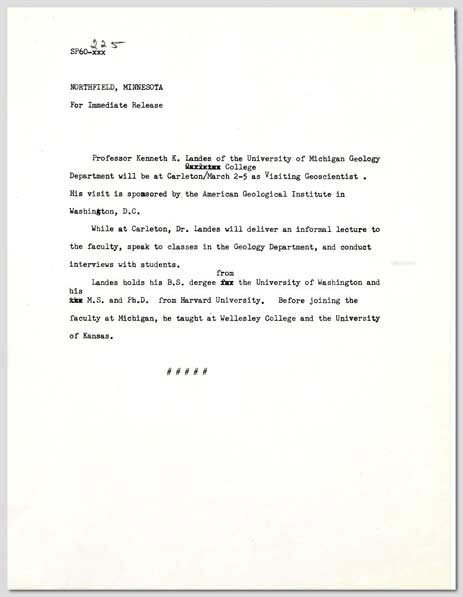 225
SP60-xxx
NORTHFIELD, MINNESOTA
For Immediate Release
Professor Kenneth K. Landes of the University of Michigan Geology
College
Department will be at Carleton/March 2-5 as Visiting Geoscientist .
His visit is sponsored by the American Geological Institute in
Washington, D.C.
While at Carleton, Dr. Landes will deliver an informal lecture to
the faculty, speak to classes in the Geology Department, and conduct
interviews with students.
from
Landes holds his B.S. dergee the University of Washington and
his
M.S. and Ph.D. from Harvard University. Before joining the
faculty at Michigan, he taught at Wellesley College and the University
of Kansas.
# # # # #